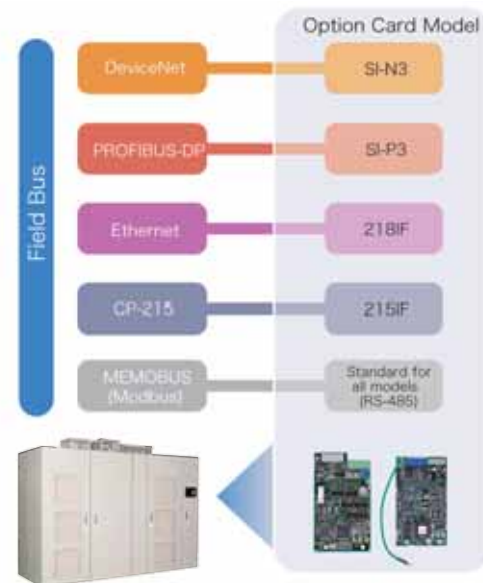 Option Card Model
Field Bus
DeviceNet
SI-N3
PROFIBUS-DP
SI-P3
Ethernet
218IF
CP-215
215IF
MEMOBUS
(Modbus)
Standard for
all models
(RS-485)